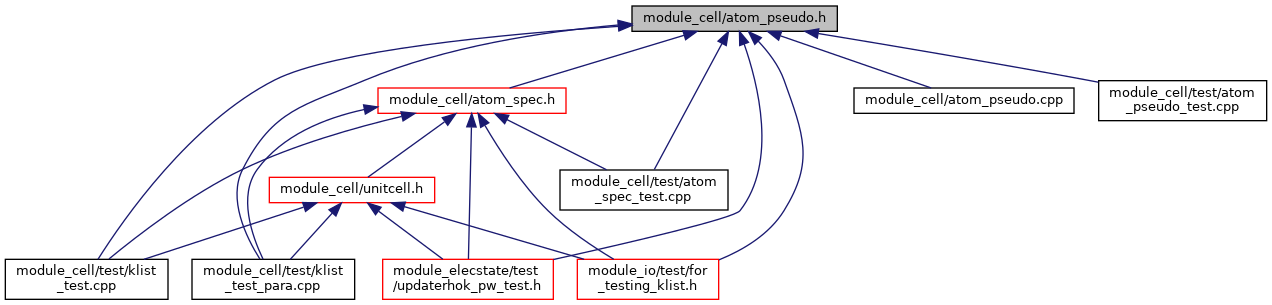 module_cell/atom_pseudo.h
module_cell/atom_spec.h
module_cell/atom_pseudo.cpp
module_cell/test/atom
_pseudo_test.cpp
module_cell/unitcell.h
module_cell/test/atom
_spec_test.cpp
module_cell/test/klist
_test.cpp
module_cell/test/klist
_test_para.cpp
module_elecstate/test
/updaterhok_pw_test.h
module_io/test/for
_testing_klist.h